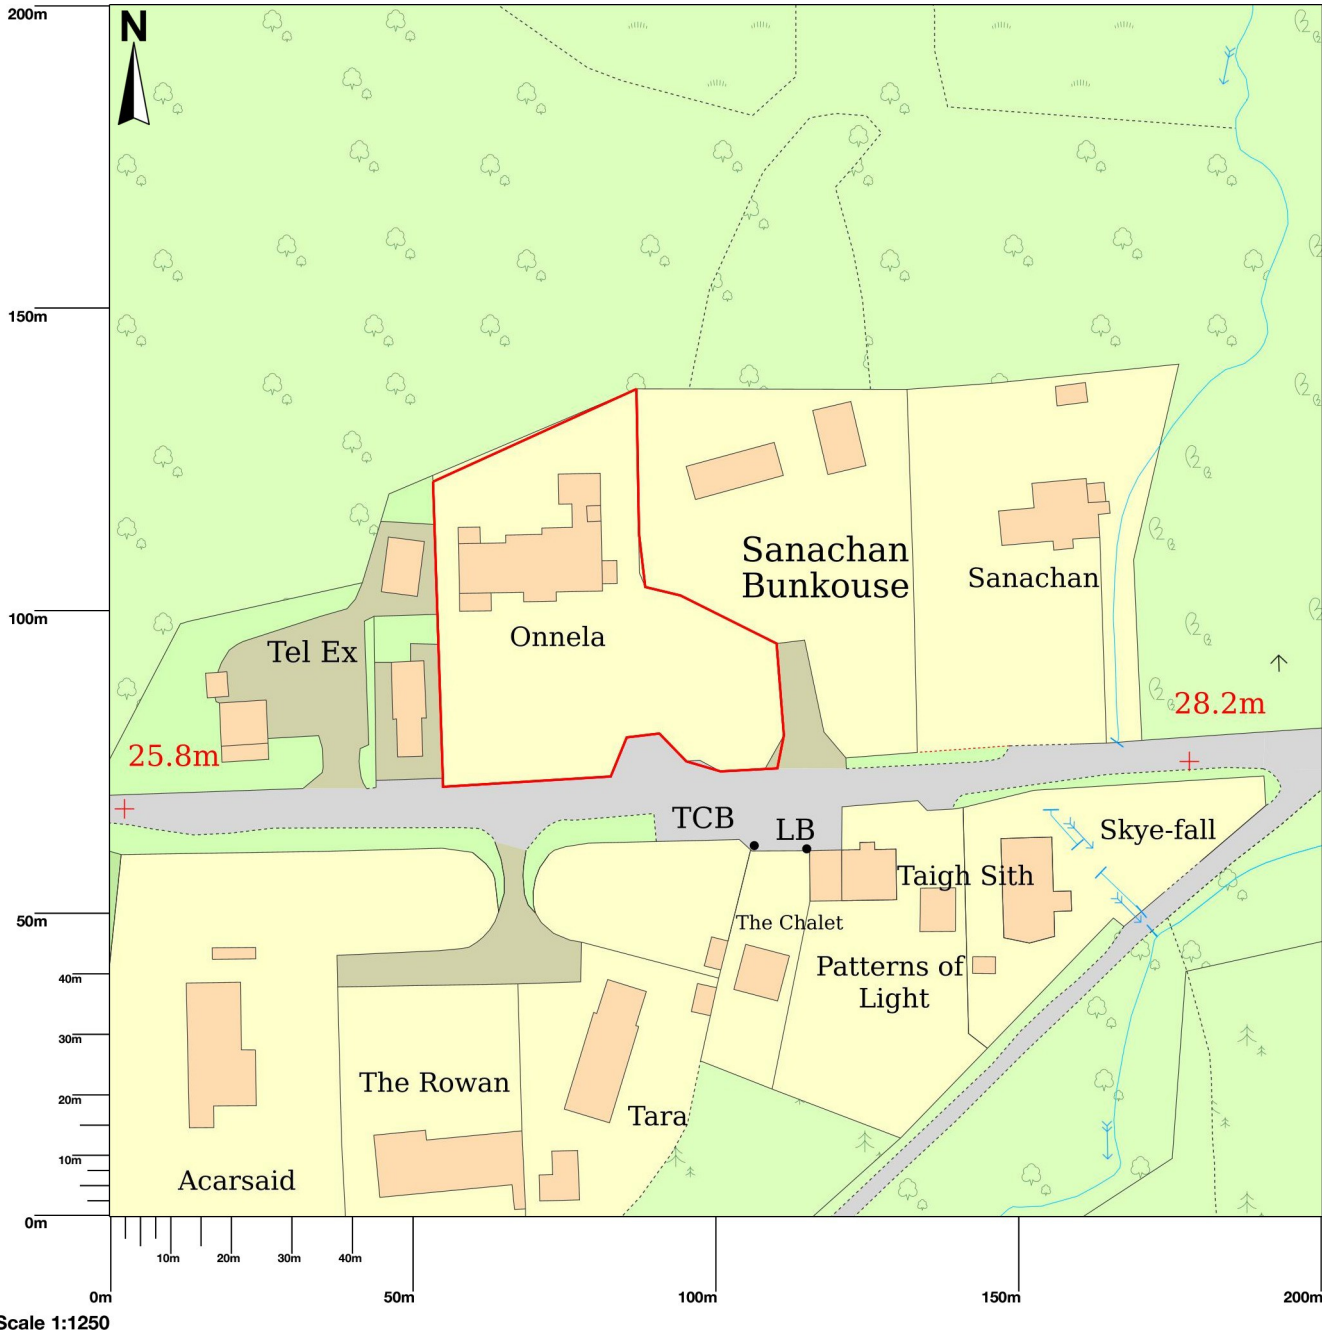 200m
N
150m
Sanachan
Bunkouse
Sanachan
100m
Onnela
Tel Ex
28.2m
25.8m
TCB
LB
Skye-fall
Taigh Sith
50m
The Chalet
Patterns of
Light
40m
30m
The Rowan
20m
Tara
10m
Acarsaid
0m
10m
20m
30m
40m
0m
50m
100m
150m
200m
Scale 1:1250